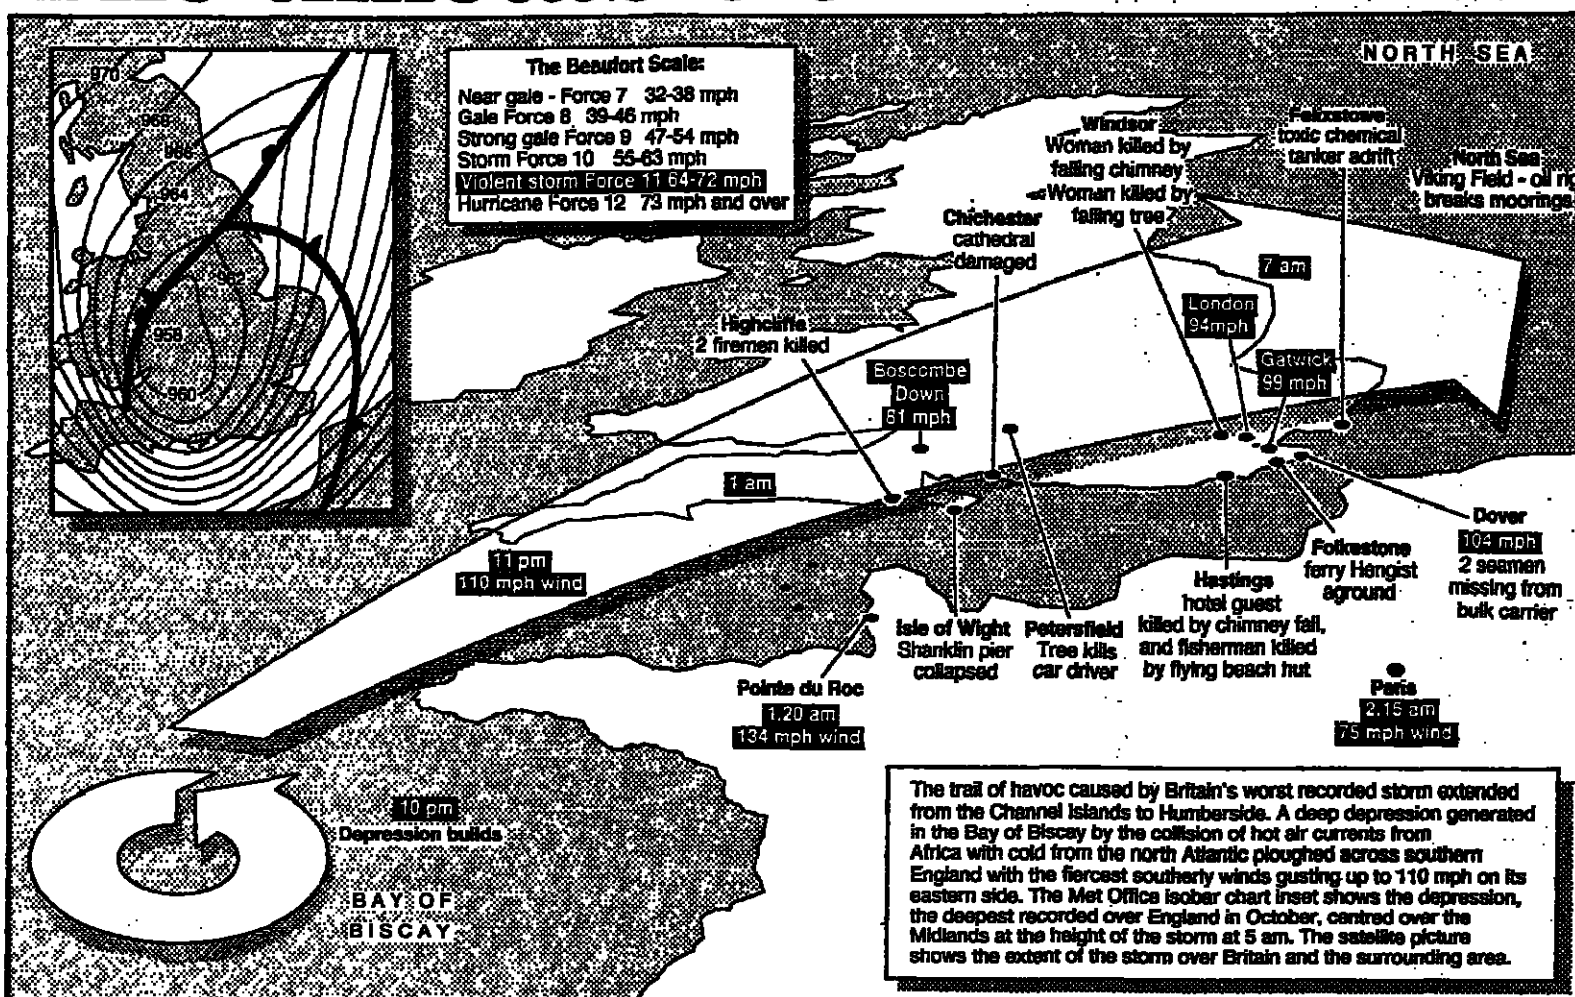 NORTH SEA
970
968
966
964
962
958
960
The Beaufort Scale:
Near gale - Force 7 32-38 mph
Gale Force 8 39-46 mph
Strong gale Force 9 47-54 mph
Storm Force 10 55-63 mph
Violent storm Force 11 64-72 mph
Hurricane Force 12 73 mph and over
Windsor
Woman killed by
falling chimney
Woman killed by
falling tree
Felixstowe
toxic chemical
tanker adrift
North Sea
Viking Field - oil rig
breaks moorings
Chichester
cathedral
damaged
7 am
London
94mph
Gatwick
99 mph
Highcliffe
2 firemen killed
Boscombe
Down
81 mph
1 am
11 pm
110 mph wind
Dover
104 mph
2 seamen
missing from
bulk carrier
Folkestone
ferry Hengist
aground
Hastings
hotel guest
killed by chimney fall,
and fisherman killed
by flying beach hut
Isle of Wight
Shanklin pier
collapsed
Petersfield
Tree kills
car driver
Pointe du Roc
1.20 am
134 mph wind
Paris
2.15 am
75 mph wind
10 pm
Depression builds
BAY OF
BISCAY
The trail of havoc caused by Britain's worst recorded storm extended
from the Channel Islands to Humberside. A deep depression generated
in the Bay of Biscay by the collision of hot air currents from
Africa with cold from the north Atlantic ploughed across southern
England with the fiercest southerly winds gusting up to 110 mph on its
eastern side. The Met Office isobar chart inset shows the depression,
the deepest recorded over England in October, centred over the
Midlands at the height of the storm at 5 am. The satellite picture
shows the extent of the storm over Britain and the surrounding area.